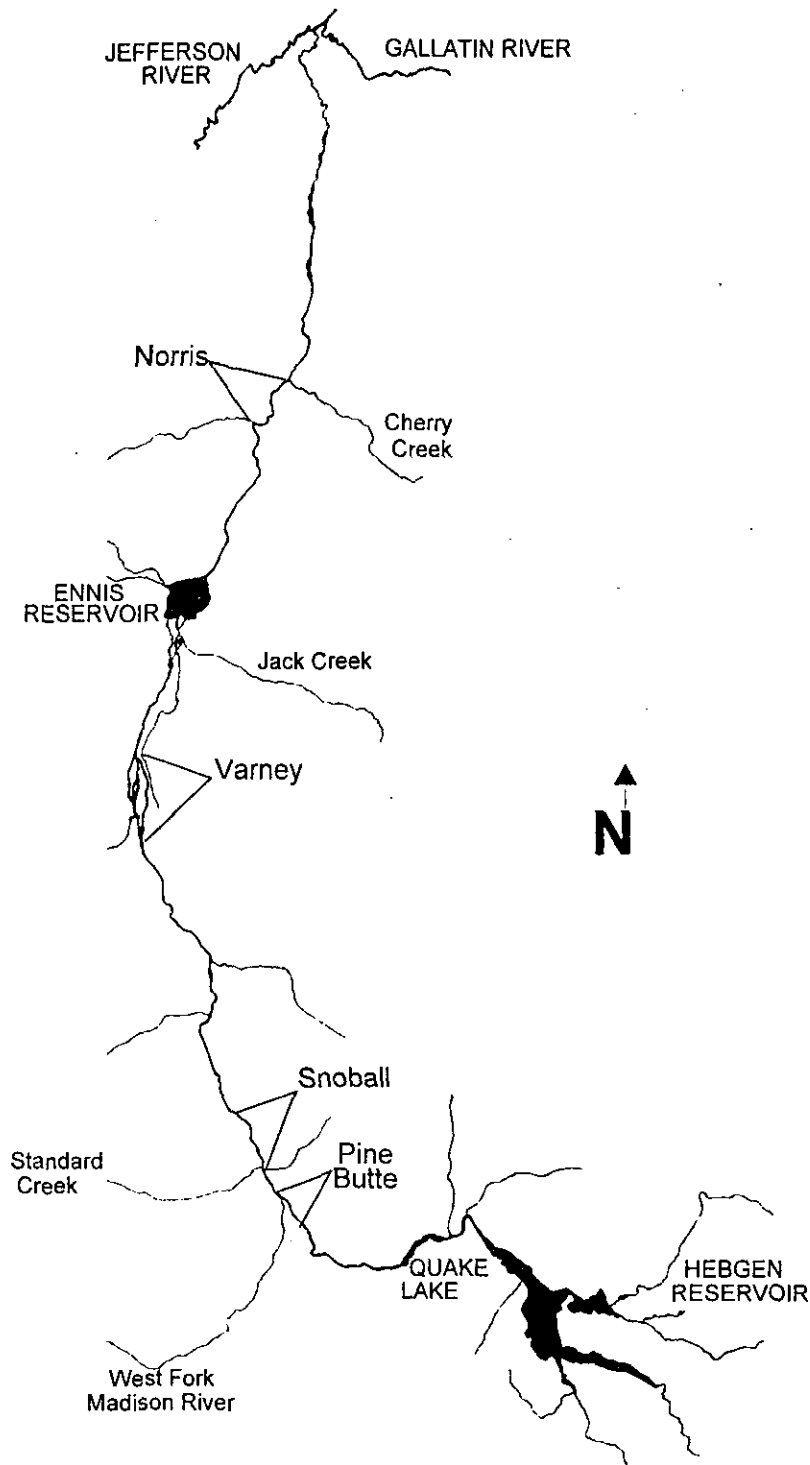 JEFFERSON
RIVER
GALLATIN RIVER
Norris
Cherry
Creek
ENNIS
RESERVOIR
Jack Creek
Varney
N
Snoball
Standard
Creek
Pine
Butte
QUAKE
LAKE
HEBGEN
RESERVOIR
West Fork
Madison River